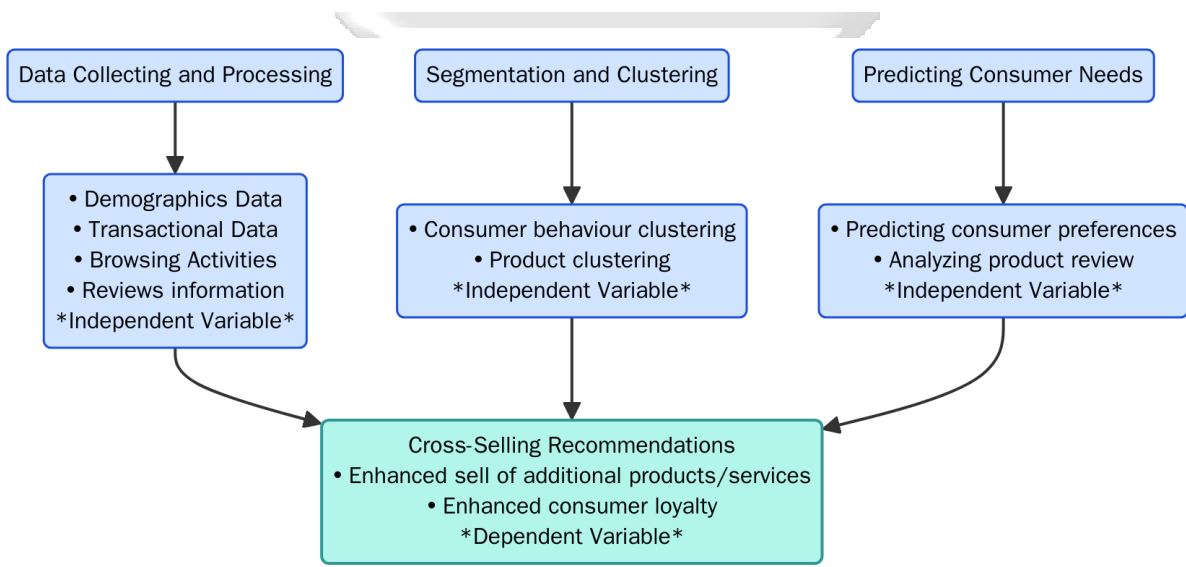 Data Collecting and Processing
Segmentation and Clustering
Predicting Consumer Needs
• Demographics Data
• Transactional Data
• Browsing Activities
• Reviews information
*Independent Variable*
• Consumer behaviour clustering
• Product clustering
*Independent Variable*
• Predicting consumer preferences
• Analyzing product review
*Independent Variable*
Cross-Selling Recommendations
• Enhanced sell of additional products/services
• Enhanced consumer loyalty
*Dependent Variable*